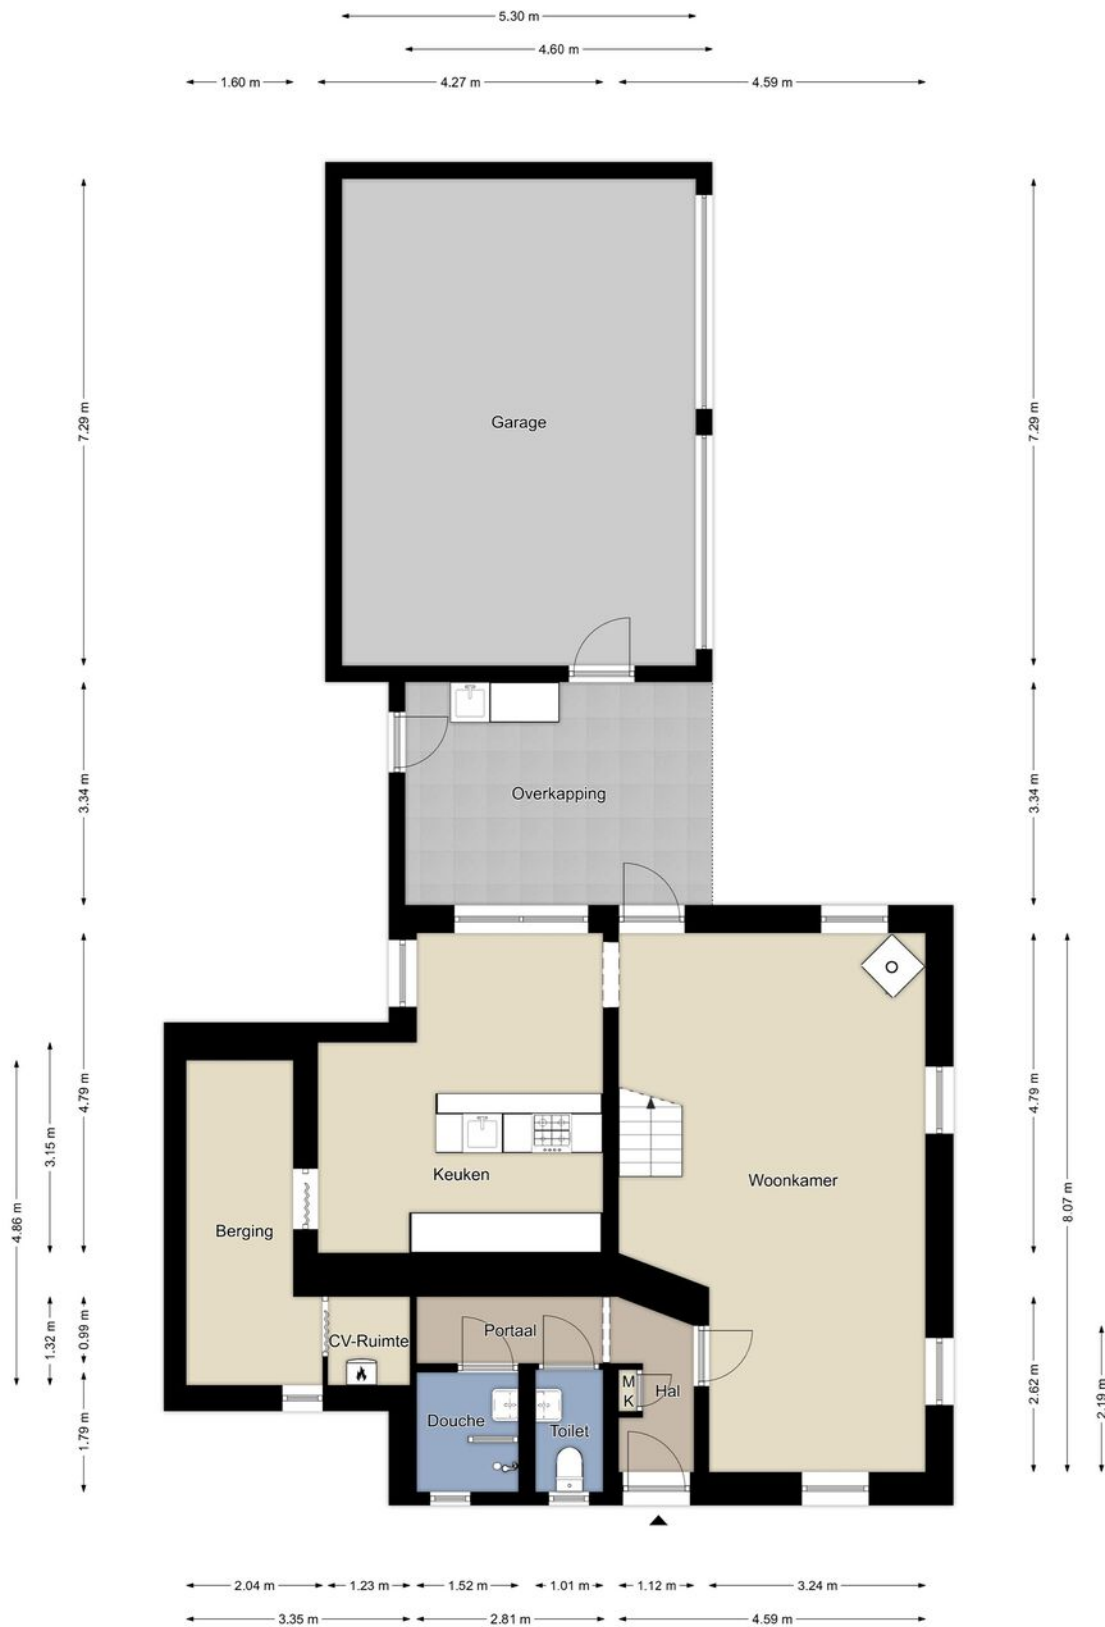 5.30 m
4.60 m
1.60 m
4.27 m
4.59 m
7.29 m
Garage
7.29 m
3.34 m
Overkapping
3.34 m
4.79 m
3.15 m
4.86 m
Keuken
Woonkamer
4.79 m
8.07 m
Berging
1.32 m
0.99 m
CV-Ruimte
Portaal
M
K
Hal
Douche
Toilet
1.79 m
2.62 m
2.19 m
2.04 m
1.23 m
1.52 m
1.01 m
1.12 m
3.24 m
3.35 m
2.81 m
4.59 m